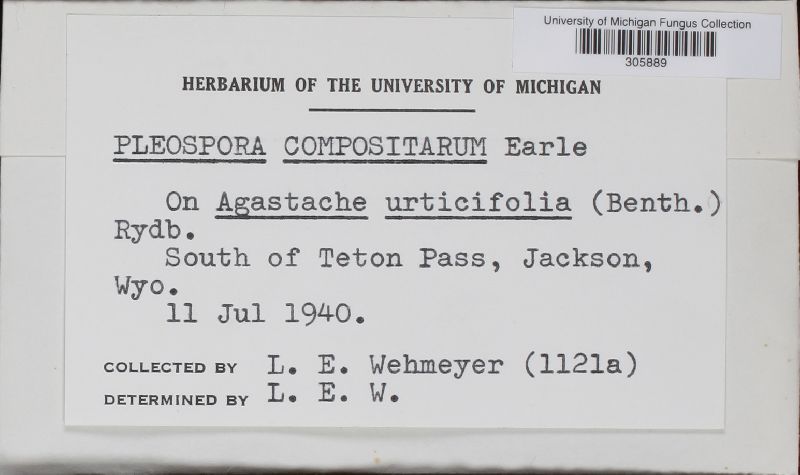 University of Michigan Fungus Collection
305889
HERBARIUM OF THE UNIVERSITY OF MICHIGAN
PLEOSPORA COMPOSITARUM Earle
On Agastache urticifolia (Benth.)
Rydb.
South of Teton Pass, Jackson,
Wyo.
11 Jul 1940.
COLLECTED BY L. E. Wehmeyer (1121a)
DETERMINED BY L. E. W.